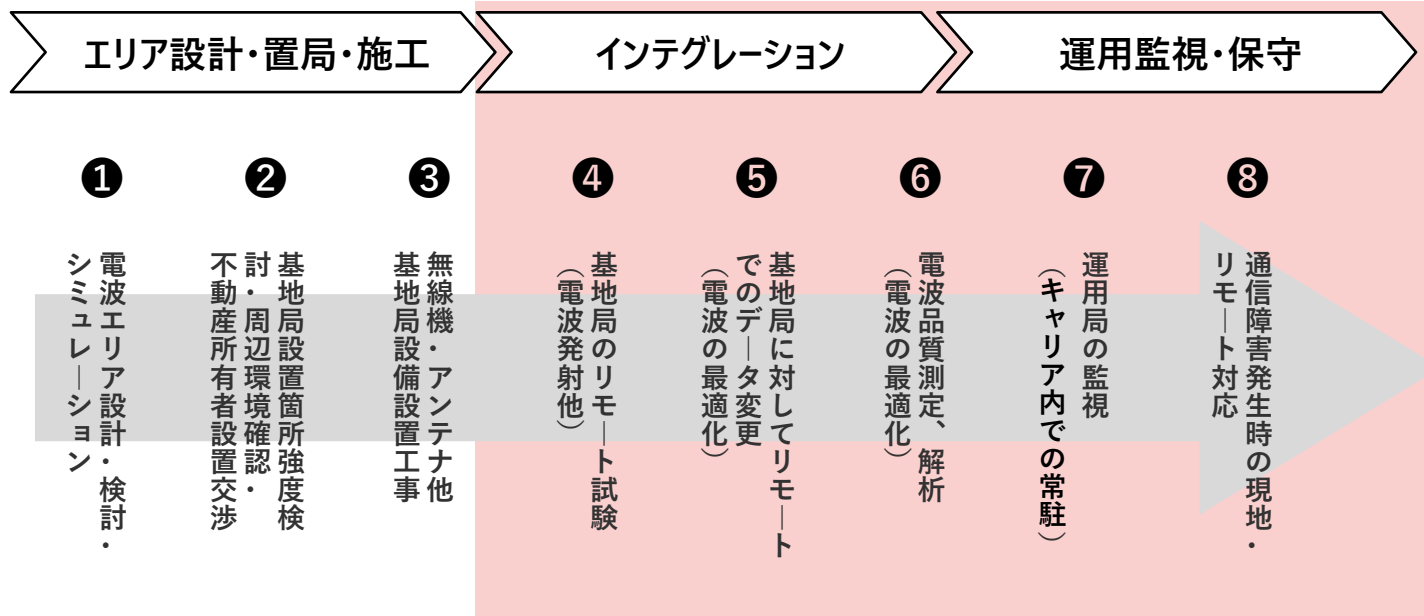 エリア設計・置局・施工
インテグレーション
運用監視・保守
❶
電波エリア設計・検討・
シミュレーション
❷
基地局設置箇所強度検
討・周辺環境確認・
不動産所有者設置交渉
❸
無線機・アンテナ他
基地局設備設置工事
❹
基地局のリモート試験
（電波発射他）
❺
基地局に対してリモート
でのデータ変更
（電波の最適化）
❻
電波品質測定、解析
（電波の最適化）
❼
運用局の監視
（キャリア内での常駐）
❽
通信障害発生時の現地・
リモート対応